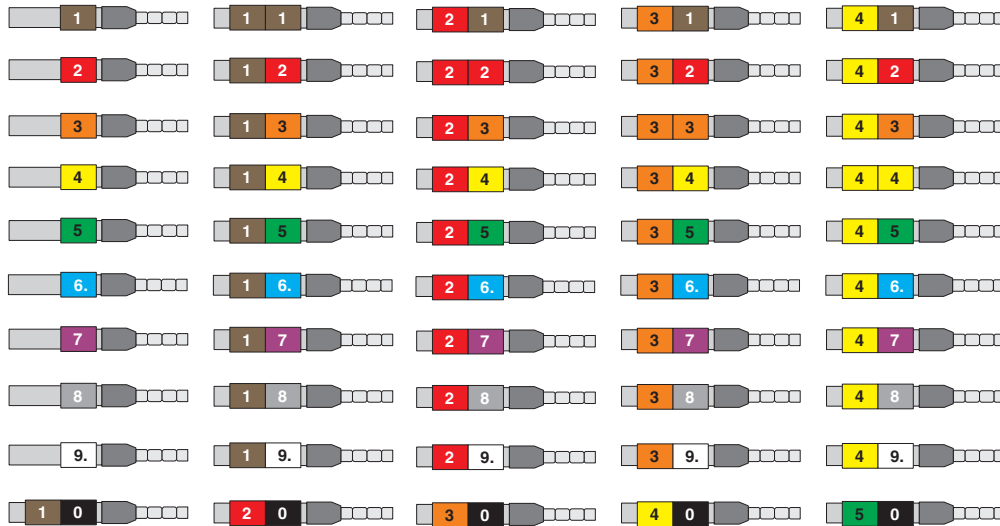 1 1 1 2 1 3 1 4 1
2 1 2 2 2 3 2 4 2
3 1 3 2 3 3 3 4 3
4 1 4 2 4 3 4 4 4
5 1 5 2 5 3 5 4 5
6. 1 6. 2 6. 3 6. 4 6.
7 1 7 2 7 3 7 4 7
8 1 8 2 8 3 8 4 8
9. 1 9. 2 9. 3 9. 4 9.
1 0 2 0 3 0 4 0 5 0